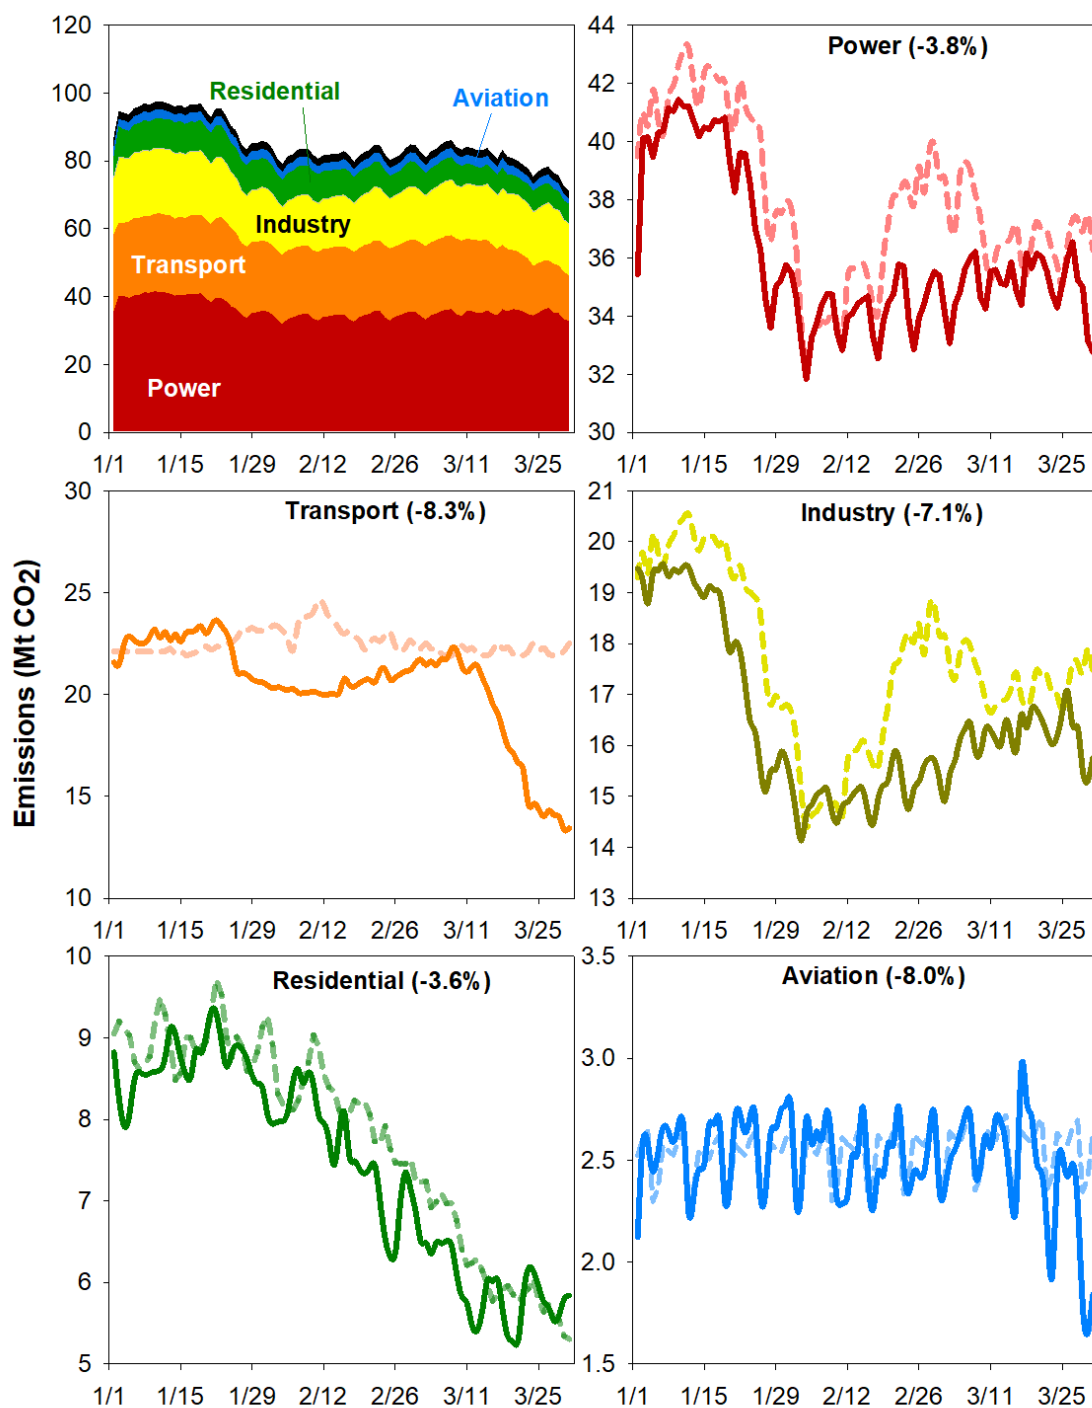 Emissions (Mt CO2)
120
100
80
60
40
20
0
Residential
Aviation
Industry
Transport
Power
1/1 1/15 1/29 2/12 2/26 3/11 3/25
Power (-3.8%)
44
42
40
38
36
34
32
30
1/1 1/15 1/29 2/12 2/26 3/11 3/25
Transport (-8.3%)
30
25
20
15
10
1/1 1/15 1/29 2/12 2/26 3/11 3/25
Industry (-7.1%)
21
20
19
18
17
16
15
14
13
1/1 1/15 1/29 2/12 2/26 3/11 3/25
Residential (-3.6%)
10
9
8
7
6
5
1/1 1/15 1/29 2/12 2/26 3/11 3/25
Aviation (-8.0%)
3.5
3.0
2.5
2.0
1.5
1/1 1/15 1/29 2/12 2/26 3/11 3/25